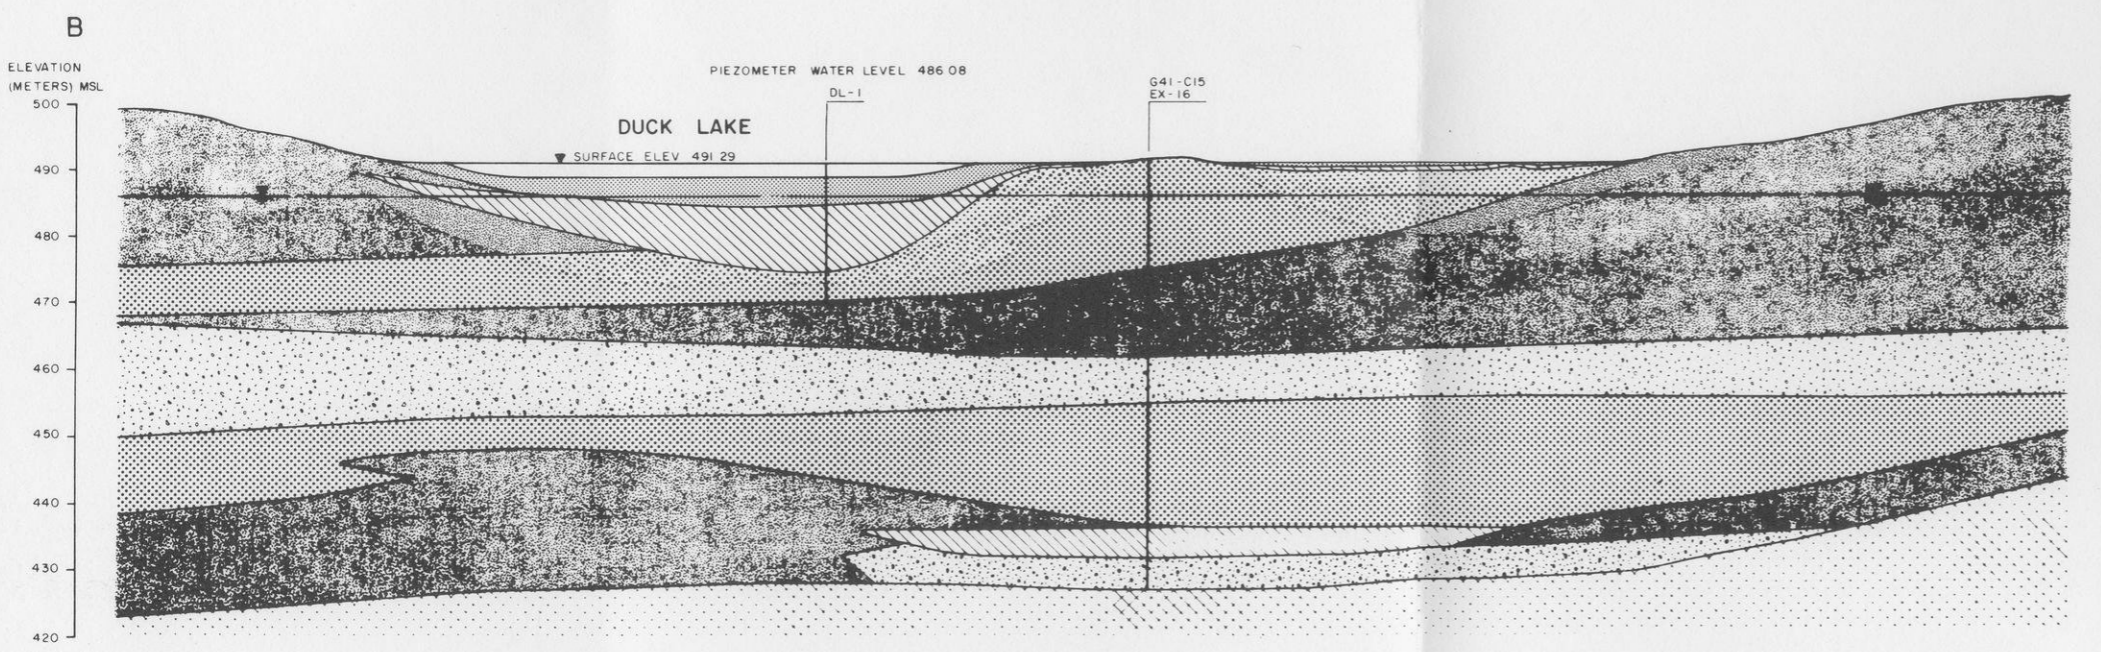 B
ELEVATION
(METERS) MSL
PIEZOMETER WATER LEVEL 486 08
G41-C15
EX-16
DL-1
500
DUCK LAKE
SURFACE ELEV 491 29
490
480
470
460
450
440
430
420